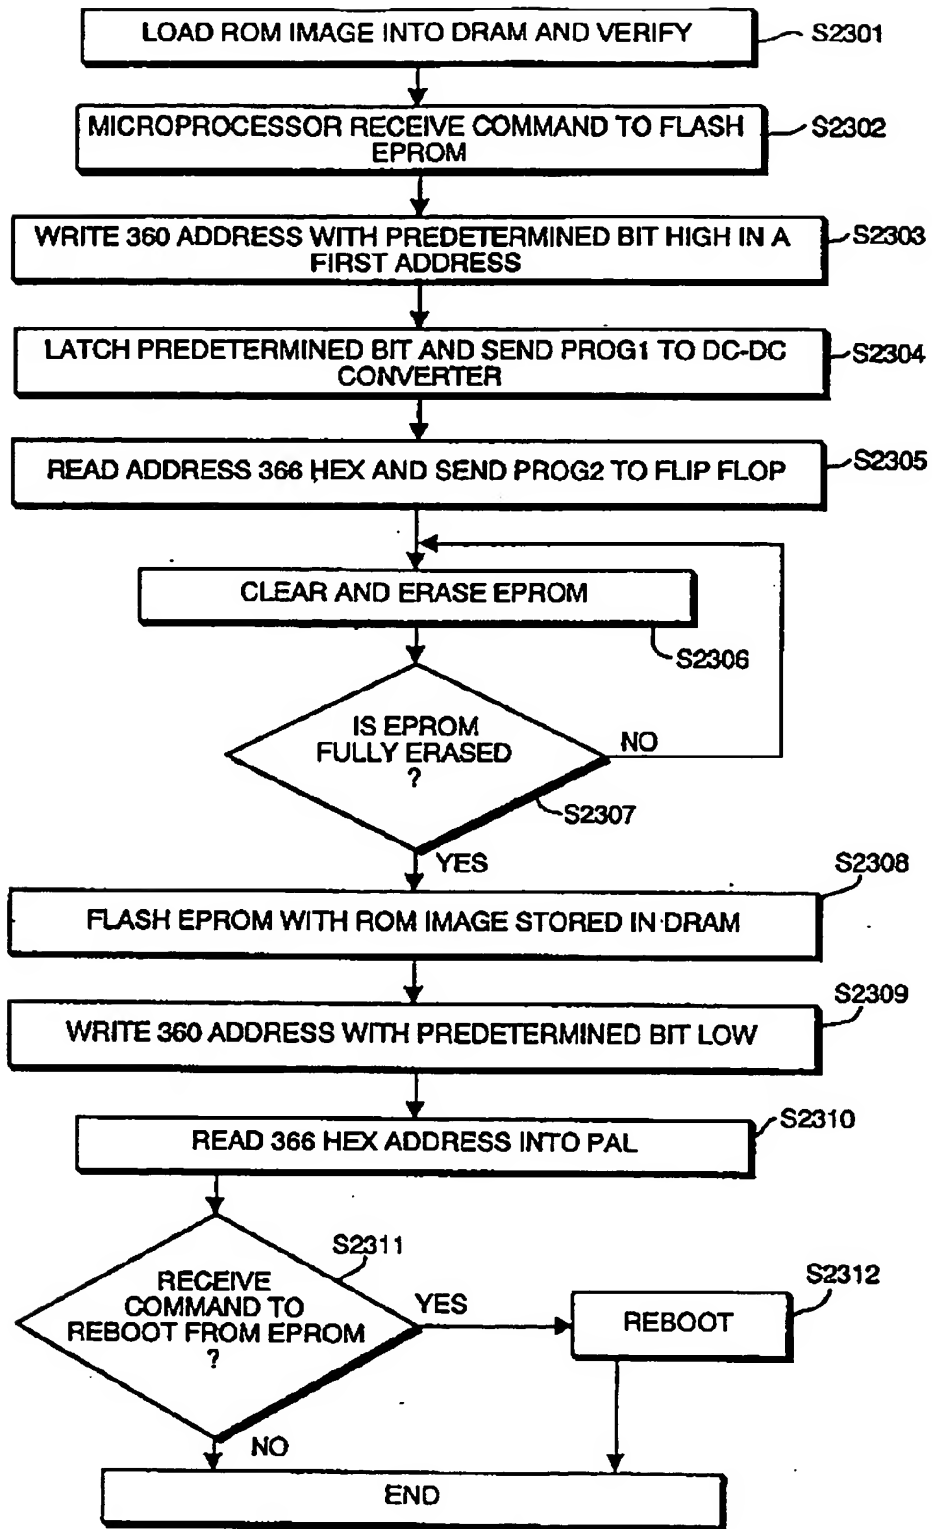 LOAD ROM IMAGE INTO DRAM AND VERIFY
S2301
MICROPROCESSOR RECEIVE COMMAND TO FLASH
EPROM
S2302
WRITE 360 ADDRESS WITH PREDETERMINED BIT HIGH IN A
FIRST ADDRESS
S2303
LATCH PREDETERMINED BIT AND SEND PROG1 TO DC-DC
CONVERTER
S2304
READ ADDRESS 366 HEX AND SEND PROG2 TO FLIP FLOP
S2305
CLEAR AND ERASE EPROM
S2306
IS EPROM
FULLY ERASED
?
NO
S2307
YES
S2308
FLASH EPROM WITH ROM IMAGE STORED IN DRAM
S2309
WRITE 360 ADDRESS WITH PREDETERMINED BIT LOW
S2310
READ 366 HEX ADDRESS INTO PAL
S2311
RECEIVE
COMMAND TO
REBOOT FROM EPROM
?
YES
S2312
REBOOT
NO
END